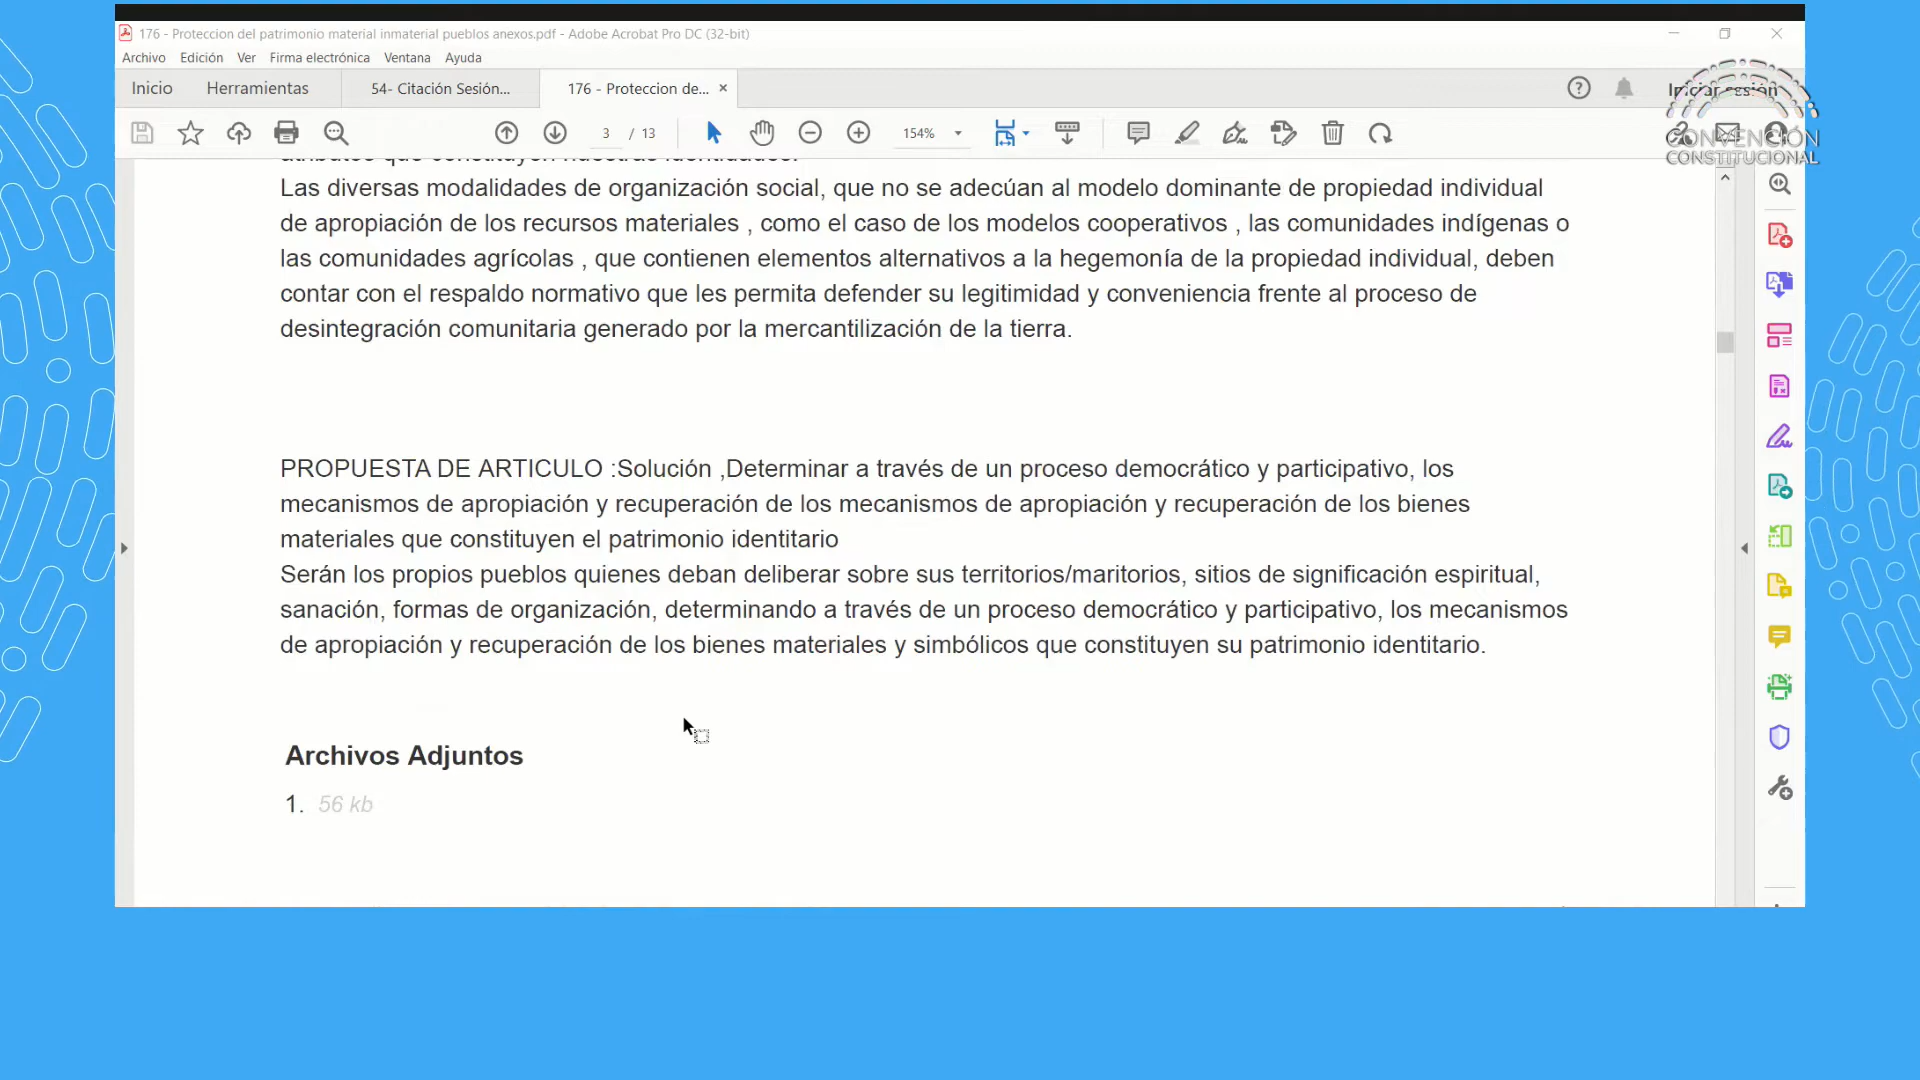 176 - Proteccion del patrimonio material inmaterial pueblos anexos.pdf - Adobe Acrobat Pro DC (32-bit)
Archivo Edición Ver Firma electrónica Ventana Ayuda
Inicio Herramientas 54- Citación Sesión... 176 - Proteccion de... Iniciar sesión
3 / 13 154%
CONVENCIÓN
CONSTITUCIONAL
atributos que constituyen nuestras identidades.
Las diversas modalidades de organización social, que no se adecúan al modelo dominante de propiedad individual
de apropiación de los recursos materiales , como el caso de los modelos cooperativos , las comunidades indígenas o
las comunidades agrícolas , que contienen elementos alternativos a la hegemonía de la propiedad individual, deben
contar con el respaldo normativo que les permita defender su legitimidad y conveniencia frente al proceso de
desintegración comunitaria generado por la mercantilización de la tierra.
PROPUESTA DE ARTICULO :Solución ,Determinar a través de un proceso democrático y participativo, los
mecanismos de apropiación y recuperación de los mecanismos de apropiación y recuperación de los bienes
materiales que constituyen el patrimonio identitario
Serán los propios pueblos quienes deban deliberar sobre sus territorios/maritorios, sitios de significación espiritual,
sanación, formas de organización, determinando a través de un proceso democrático y participativo, los mecanismos
de apropiación y recuperación de los bienes materiales y simbólicos que constituyen su patrimonio identitario.
Archivos Adjuntos
1. 56 kb